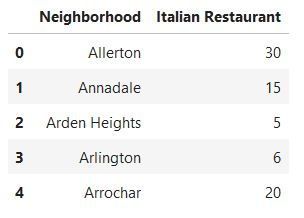 Neighborhood Italian Restaurant
0 Allerton 30
1 Annadale 15
2 Arden Heights 5
3 Arlington 6
4 Arrochar 20